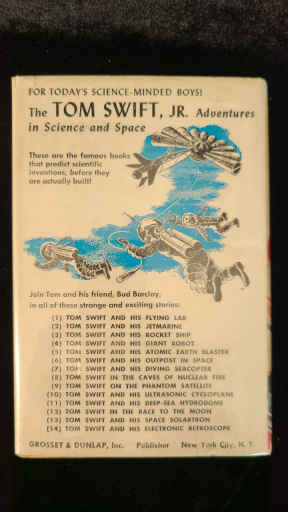 FOR TODAY'S SCIENCE-MINDED BOYS!
The TOM SWIFT, JR. Adventures
in Science and Space
These are the famous books
that predict scientific
inventions, before they
are actually built!
Join Tom and his friend, Bud Barclay,
in all of these strange and exciting stories:
(1) TOM SWIFT AND HIS FLYING LAB
(2) TOM SWIFT AND HIS JETMARINE
(3) TOM SWIFT AND HIS ROCKET SHIP
(4) TOM SWIFT AND HIS GIANT ROBOT
(5) TOM SWIFT AND HIS ATOMIC EARTH BLASTER
(6) TOM SWIFT AND HIS OUTPOST IN SPACE
(7) TOM SWIFT AND HIS DIVING SEACOPTER
(8) TOM SWIFT IN THE CAVES OF NUCLEAR FIRE
(9) TOM SWIFT ON THE PHANTOM SATELLITE
(10) TOM SWIFT AND HIS ULTRASONIC CYCLOPLANE
(11) TOM SWIFT AND HIS DEEP-SEA HYDRODOME
(12) TOM SWIFT IN THE RACE TO THE MOON
(13) TOM SWIFT AND HIS SPACE SOLARTRON
(14) TOM SWIFT AND HIS ELECTRONIC RETROSCOPE
GROSSET & DUNLAP, Inc. Publisher New York City, N. Y.